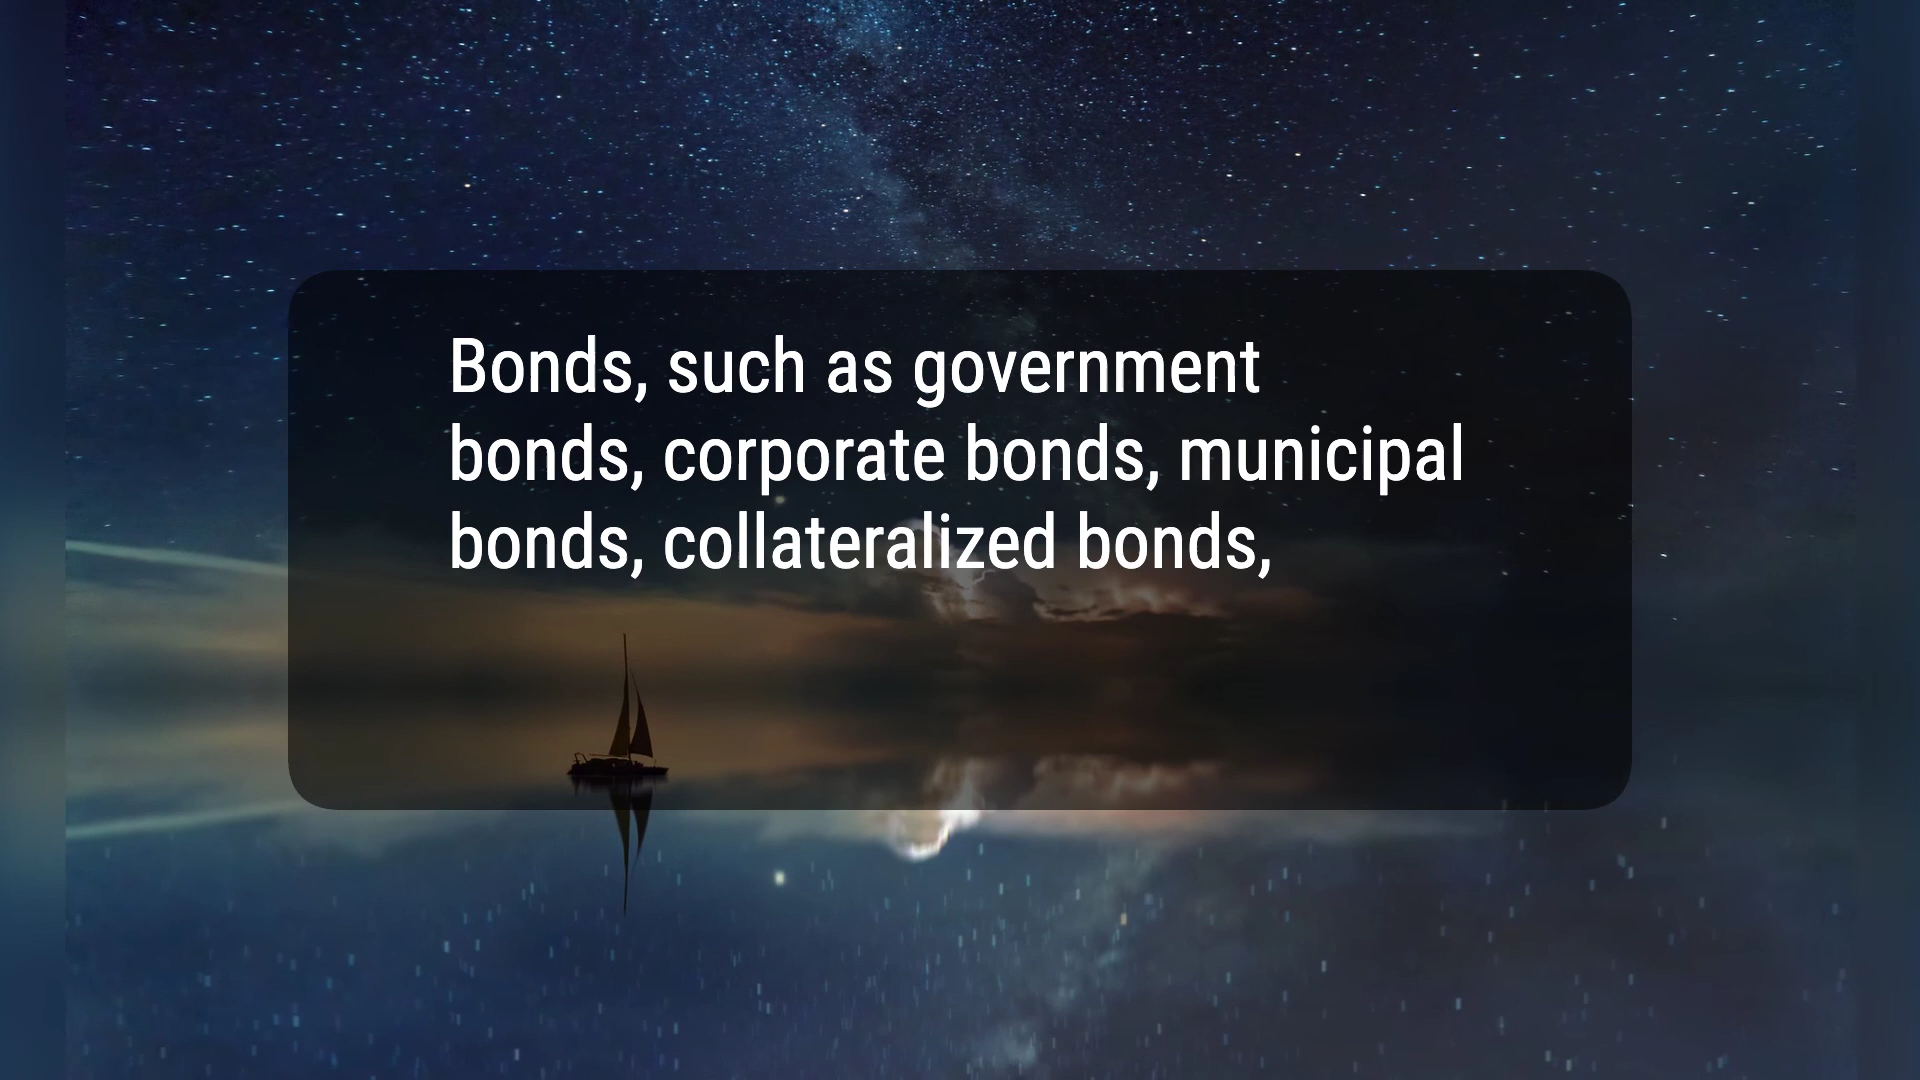 Bonds, such as government
bonds, corporate bonds, municipal
bonds, collateralized bonds,